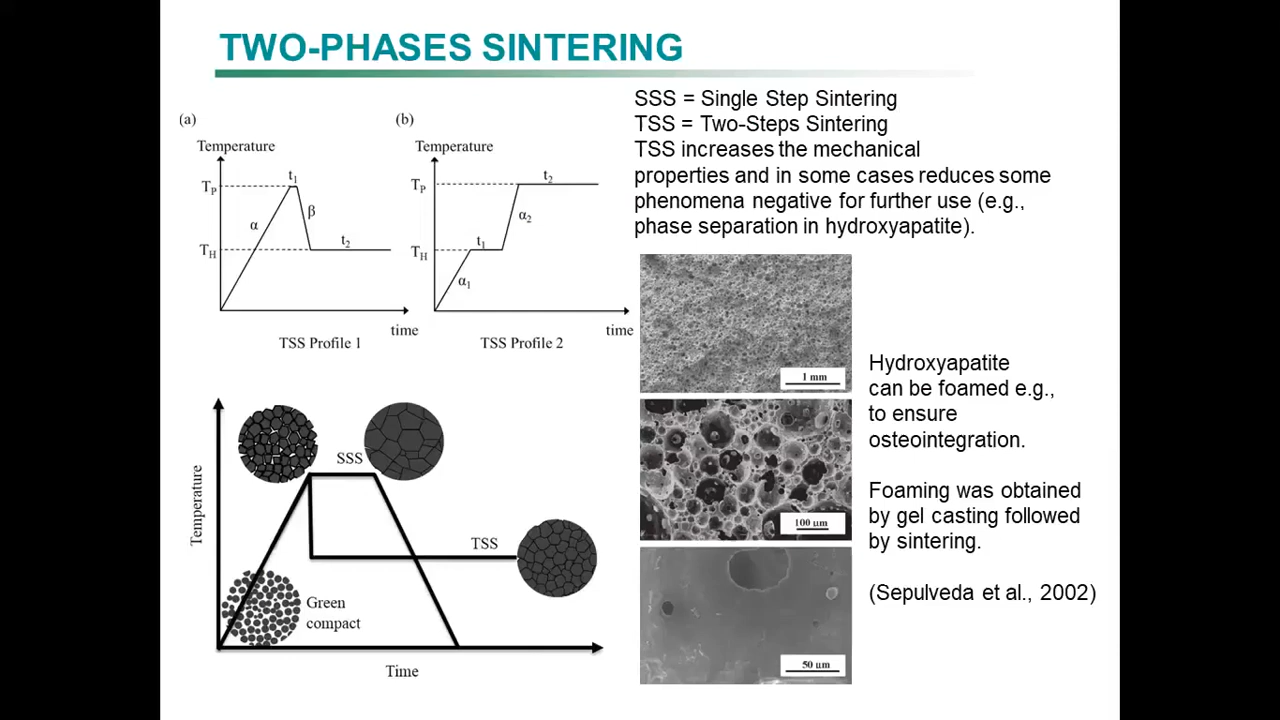 TWO-PHASES SINTERING
(a)
Temperature
TP
TH
α
t1
β
t2
time
TSS Profile 1
(b)
Temperature
TP
TH
α1
t1
α2
t2
time
TSS Profile 2
SSS = Single Step Sintering
TSS = Two-Steps Sintering
TSS increases the mechanical
properties and in some cases reduces some
phenomena negative for further use (e.g.,
phase separation in hydroxyapatite).
Temperature
SSS
TSS
Green
compact
Time
1 mm
100 μm
50 μm
Hydroxyapatite
can be foamed e.g.,
to ensure
osteointegration.
Foaming was obtained
by gel casting followed
by sintering.
(Sepulveda et al., 2002)